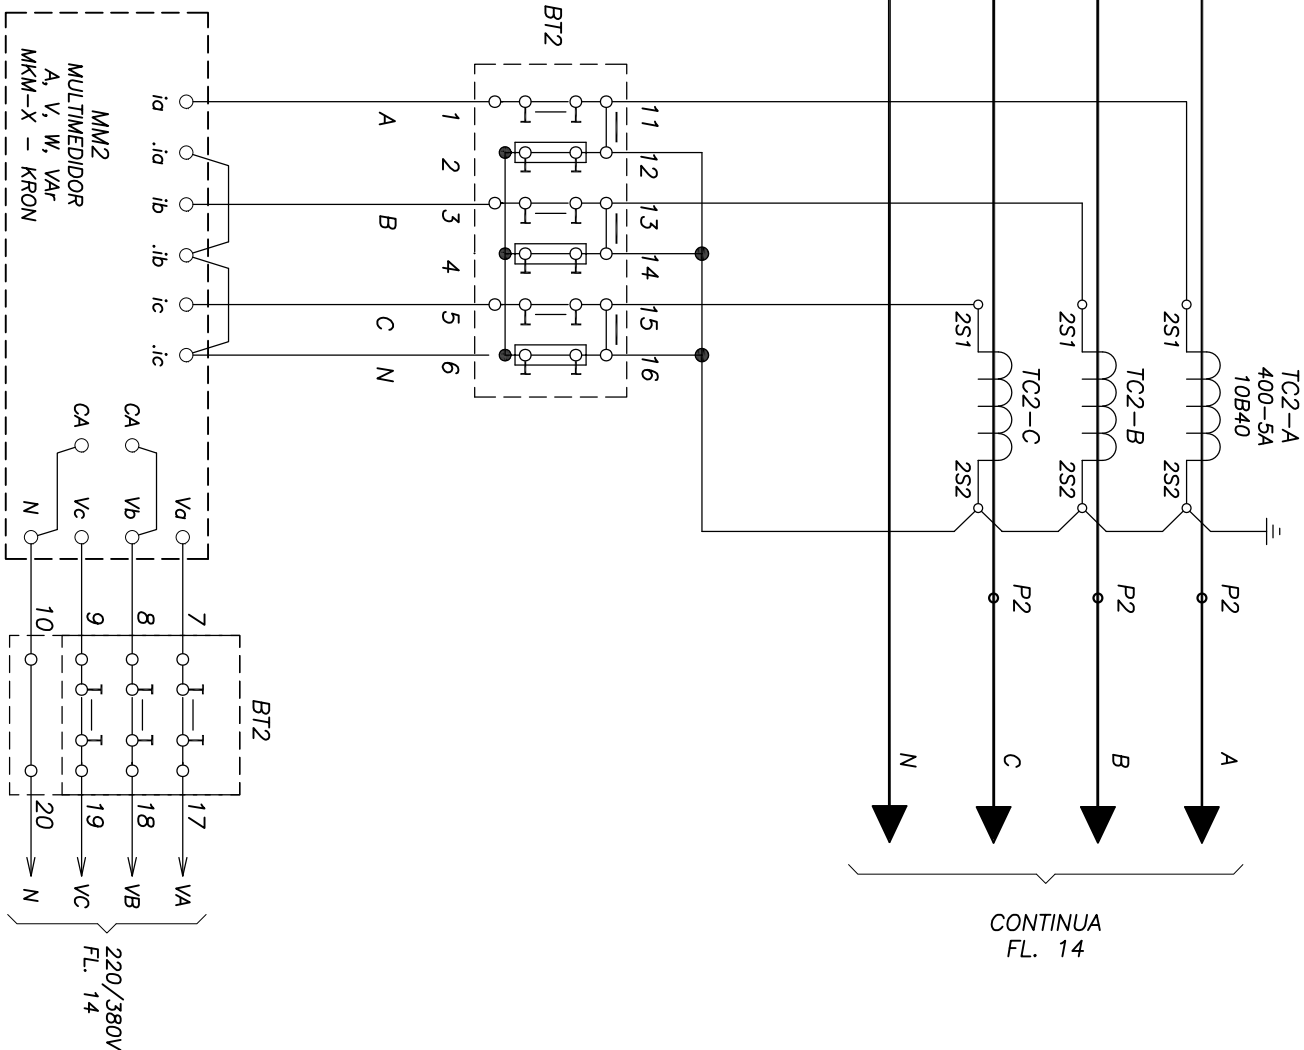 BT2
MM2
MULTIMEDIDOR
A, V, W, VAr
MKM-X - KRON
ia
.ia
ib
.ib
ic
.ic
CA
CA
N
Vc
Vb
Va
A
B
C
N
1
2
3
4
5
6
11
12
13
14
15
16
2S1
2S1
2S1
TC2-C
TC2-B
TC2-A
400-5A
10B40
2S2
2S2
2S2
P2
P2
P2
N
C
B
A
CONTINUA
FL. 14
10
9
8
7
BT2
20
19
18
17
N
VC
VB
VA
220/380V
FL. 14